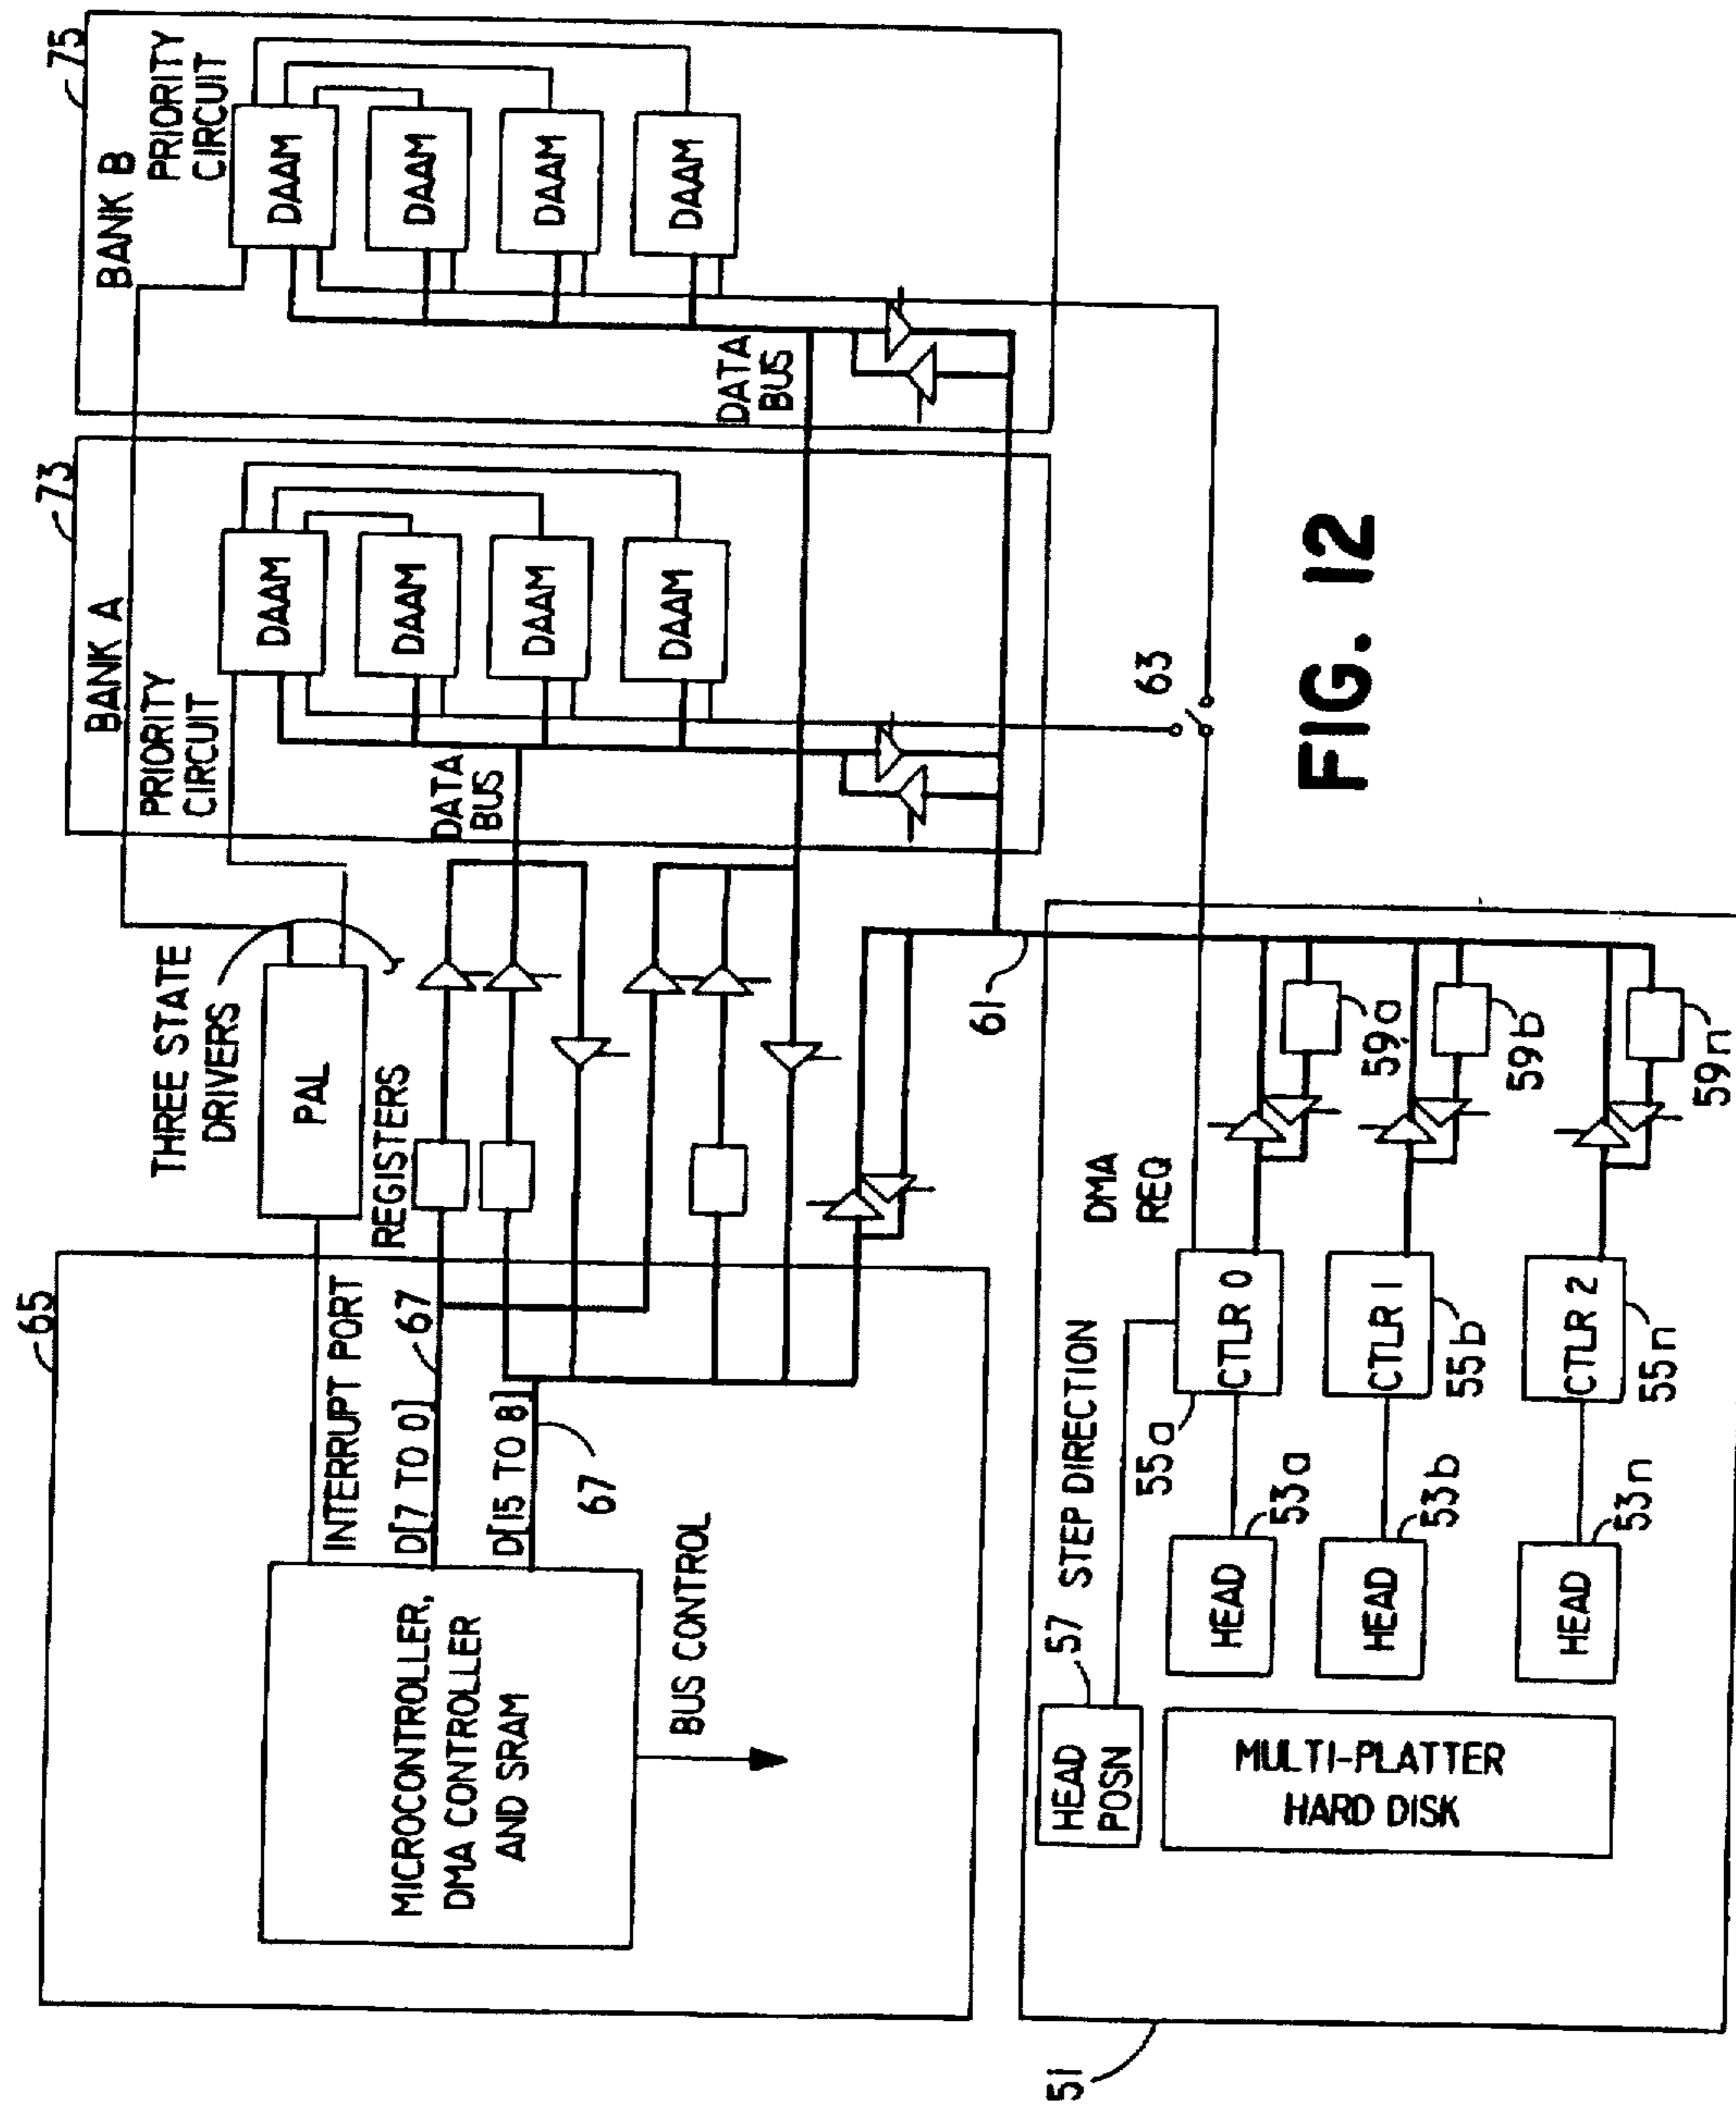 65
MICROCONTROLLER,
DMA CONTROLLER
AND SRAM
BUS CONTROL
INTERRUPT PORT
D[7 TO 0]
67
D[15 TO 8]
67
THREE STATE
DRIVERS
PAL
REGISTERS
73
BANK A
PRIORITY
CIRCUIT
DAAM
DAAM
DAAM
DAAM
DATA
BUS
75
BANK B
PRIORITY
CIRCUIT
DAAM
DAAM
DAAM
DAAM
DATA
BUS
63
61
51
HEAD
POSN
57
STEP DIRECTION
DMA
REQ
MULTI-PLATTER
HARD DISK
HEAD
53a
HEAD
53b
HEAD
53n
CTLR 0
55a
CTLR 1
55b
CTLR 2
55n
59a
59b
59n
FIG. 12